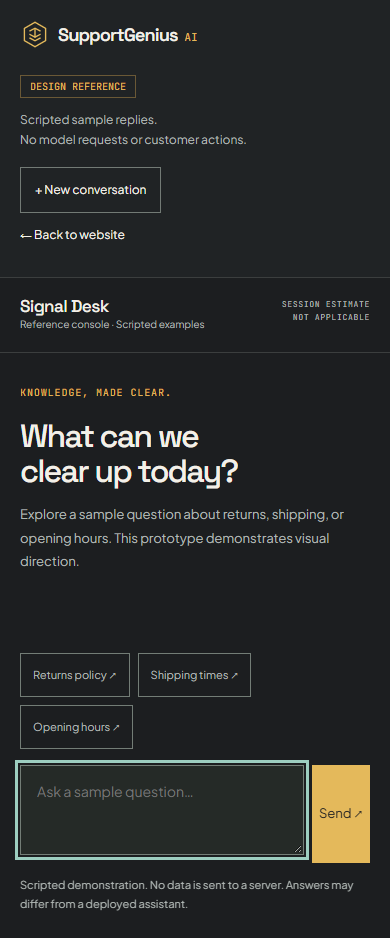 SupportGenius AI
DESIGN REFERENCE
Scripted sample replies.
No model requests or customer actions.
+ New conversation
← Back to website
Signal Desk
Reference console · Scripted examples
SESSION ESTIMATE
NOT APPLICABLE
KNOWLEDGE, MADE CLEAR.
What can we
clear up today?
Explore a sample question about returns, shipping, or
opening hours. This prototype demonstrates visual
direction.
Returns policy ↗
Shipping times ↗
Opening hours ↗
Ask a sample question…
Send ↗
Scripted demonstration. No data is sent to a server. Answers may
differ from a deployed assistant.